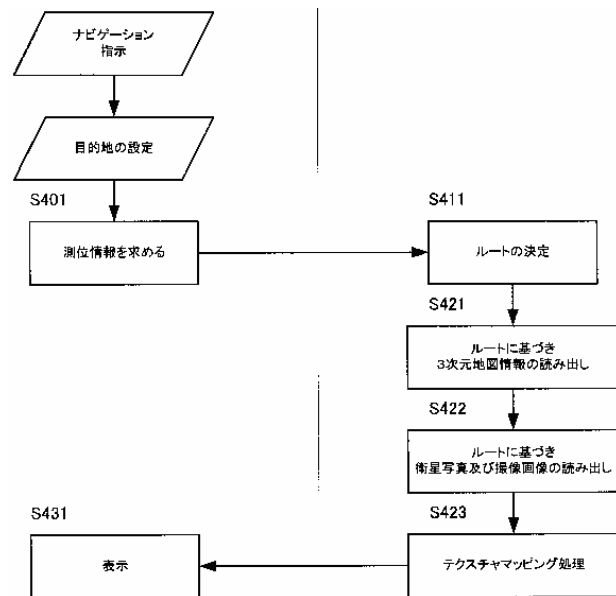 ナビゲーション
指示
目的地の設定
S401
測位情報を求める
S411
ルートの決定
S421
ルートに基づき
3次元地図情報の読み出し
S422
ルートに基づき
衛星写真及び撮像画像の読み出し
S423
テクスチャマッピング処理
S431
表示